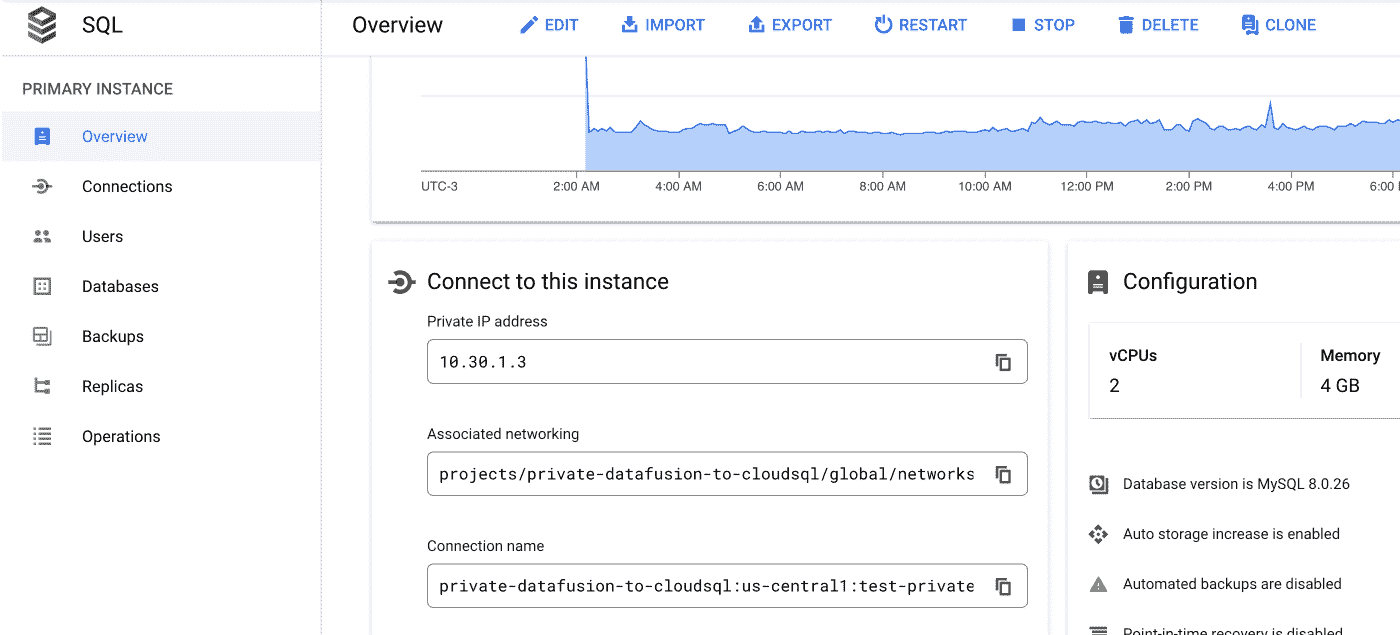 SQL
Overview
EDIT
IMPORT
EXPORT
RESTART
STOP
DELETE
CLONE
PRIMARY INSTANCE
Overview
Connections
Users
Databases
Backups
Replicas
Operations
UTC-3 2:00 AM 4:00 AM 6:00 AM 8:00 AM 10:00 AM 12:00 PM 2:00 PM 4:00 PM 6:00
Connect to this instance
Private IP address
10.30.1.3
Associated networking
projects/private-datafusion-to-cloudsql/global/networks
Connection name
private-datafusion-to-cloudsql:us-central1:test-private
Configuration
vCPUs
2
Memory
4 GB
Database version is MySQL 8.0.26
Auto storage increase is enabled
Automated backups are disabled
Point-in-time recovery is disabled